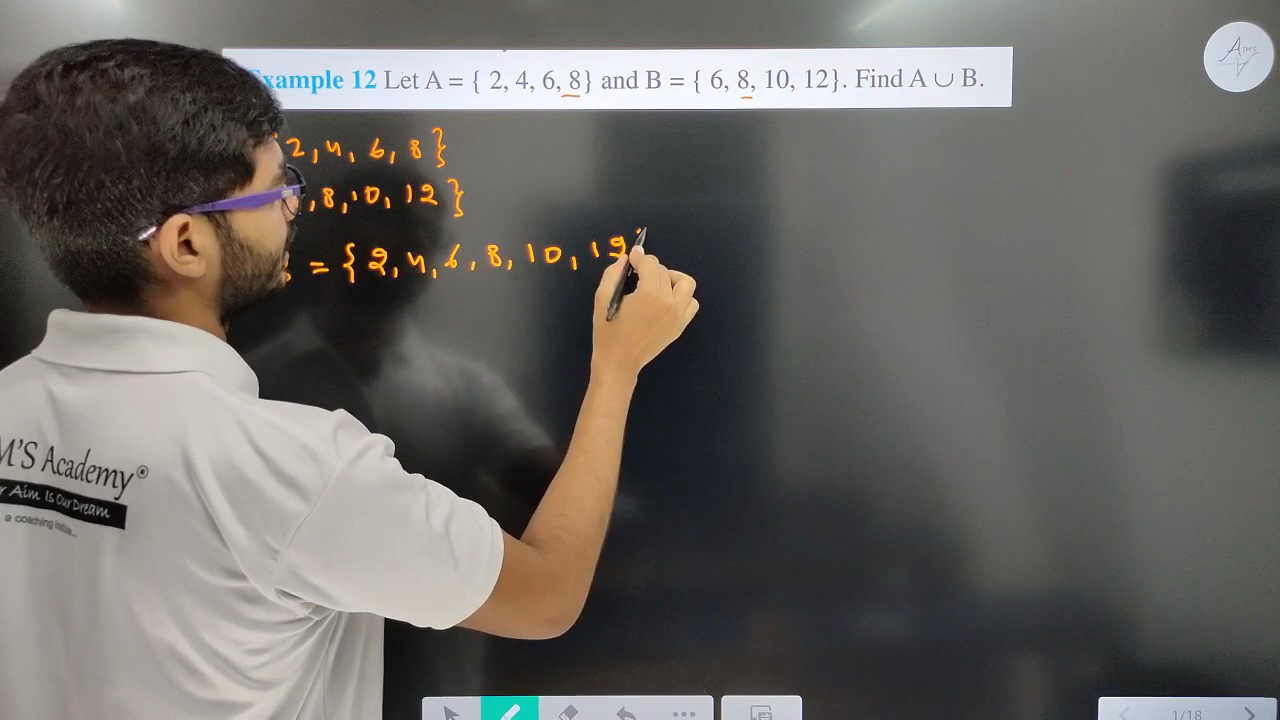 Example 12 Let A = { 2, 4, 6, 8} and B = { 6, 8, 10, 12}. Find A ∪ B.
2, 4, 6, 8 }
, 8, 10, 12 }
= { 2, 4, 6, 8, 10, 12
M'S Academy®
Aim Is Our Dream
a coaching
1/18